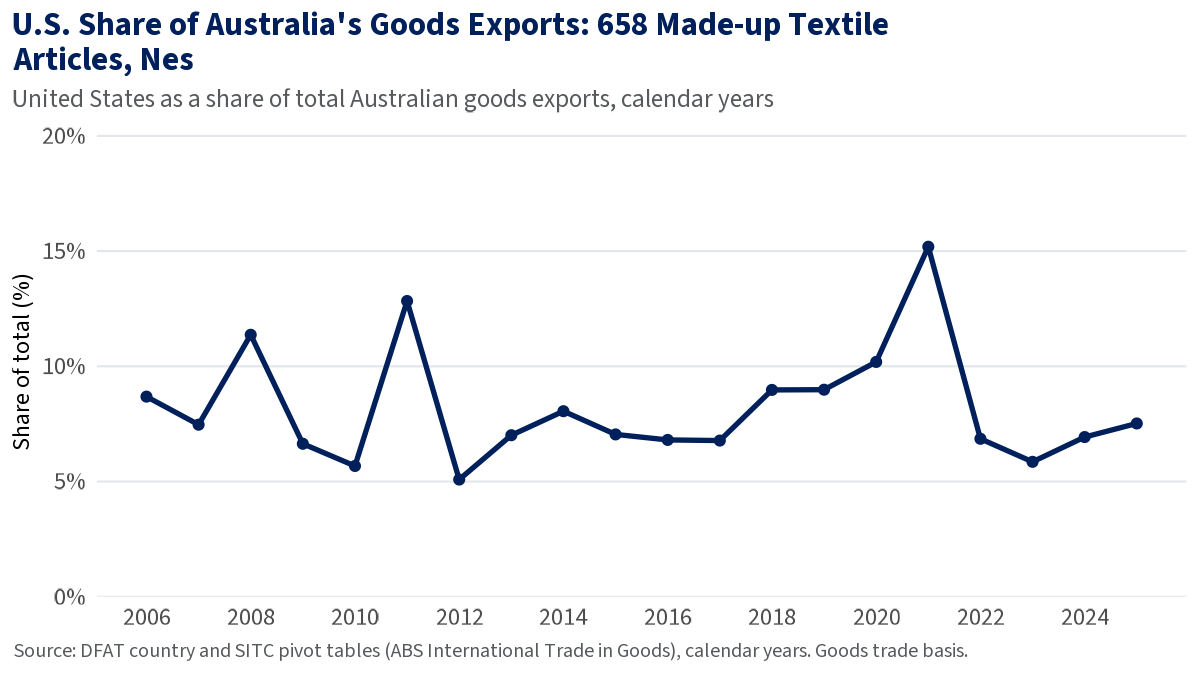 U.S. Share of Australia's Goods Exports: 658 Made-up Textile
Articles, Nes
United States as a share of total Australian goods exports, calendar years
Share of total (%)
20%
15%
10%
5%
0%
2006 2008 2010 2012 2014 2016 2018 2020 2022 2024
Source: DFAT country and SITC pivot tables (ABS International Trade in Goods), calendar years. Goods trade basis.